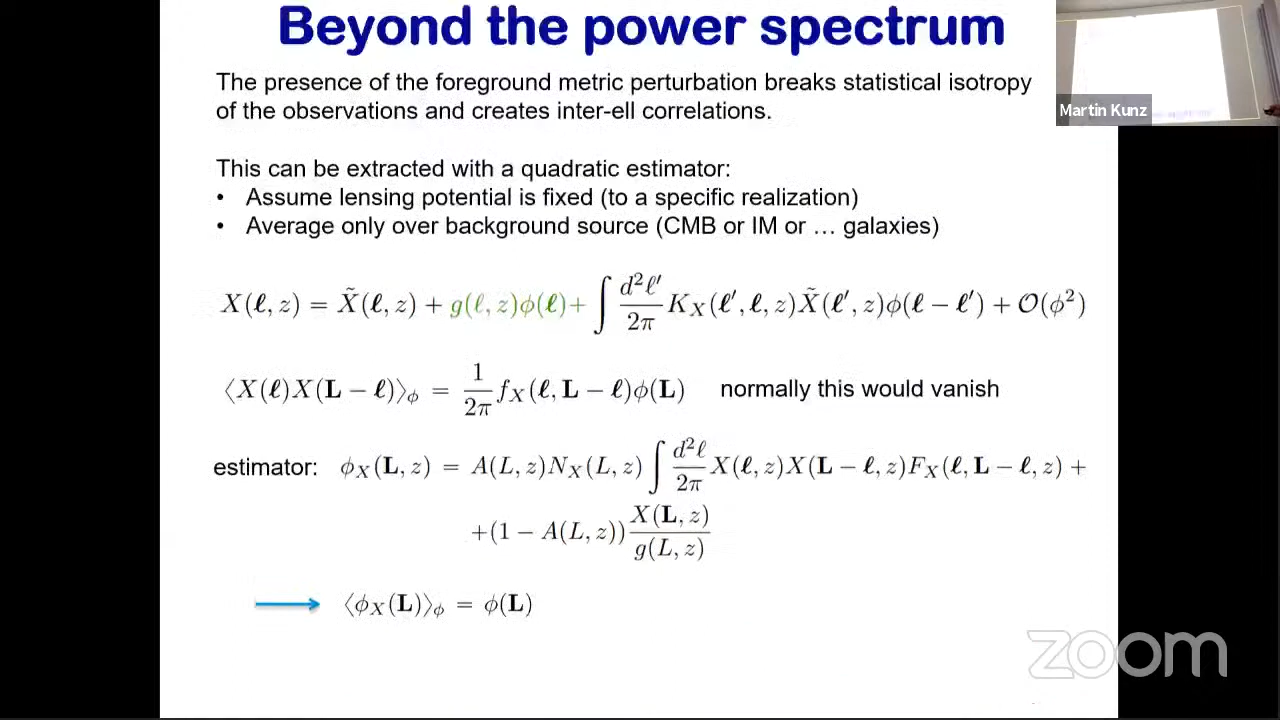 Beyond the power spectrum
Martin Kunz
The presence of the foreground metric perturbation breaks statistical isotropy
of the observations and creates inter-ell correlations.
This can be extracted with a quadratic estimator:
• Assume lensing potential is fixed (to a specific realization)
• Average only over background source (CMB or IM or … galaxies)
X(ℓ, z) = X̃(ℓ, z) + g(ℓ, z)ϕ(ℓ) + ∫ d²ℓ′/2π K_X(ℓ′, ℓ, z)X̃(ℓ′, z)ϕ(ℓ − ℓ′) + O(ϕ²)
⟨X(ℓ)X(L − ℓ)⟩_ϕ = 1/2π f_X(ℓ, L − ℓ)ϕ(L) normally this would vanish
estimator: ϕ_X(L, z) = A(L, z)N_X(L, z) ∫ d²ℓ/2π X(ℓ, z)X(L − ℓ, z)F_X(ℓ, L − ℓ, z) +
+(1 − A(L, z)) X(L, z)/g(L, z)
⟨ϕ_X(L)⟩_ϕ = ϕ(L)
zoom